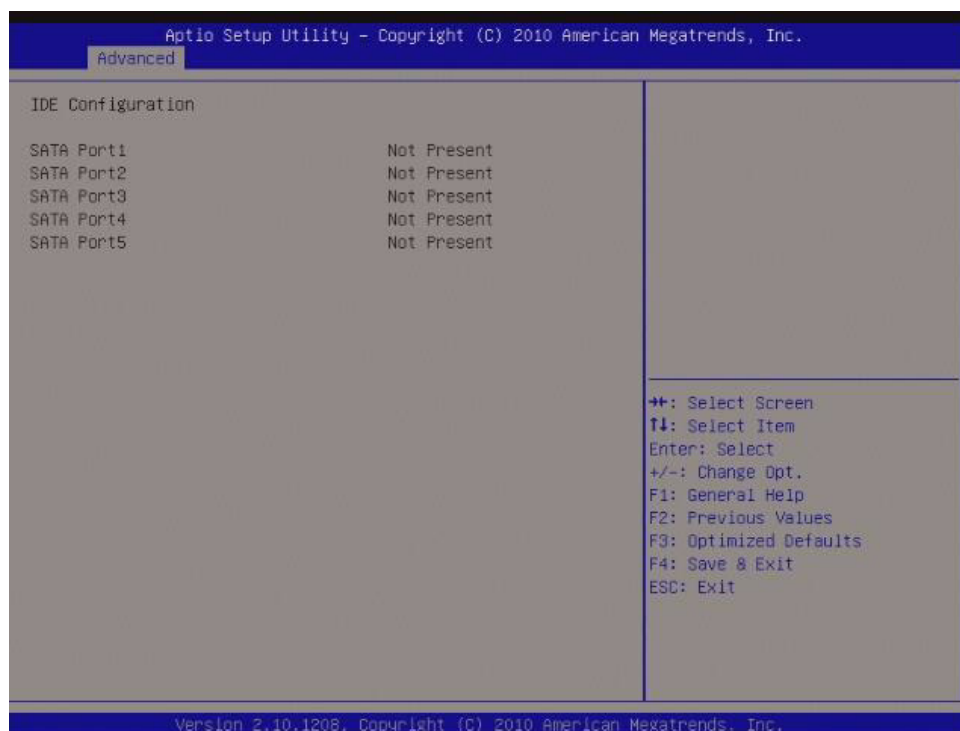 Aptio Setup Utility – Copyright (C) 2010 American Megatrends, Inc.
Advanced
IDE Configuration
SATA Port1 Not Present
SATA Port2 Not Present
SATA Port3 Not Present
SATA Port4 Not Present
SATA Port5 Not Present
→←: Select Screen
↑↓: Select Item
Enter: Select
+/-: Change Opt.
F1: General Help
F2: Previous Values
F3: Optimized Defaults
F4: Save & Exit
ESC: Exit
Version 2.10.1208. Copyright (C) 2010 American Megatrends, Inc.